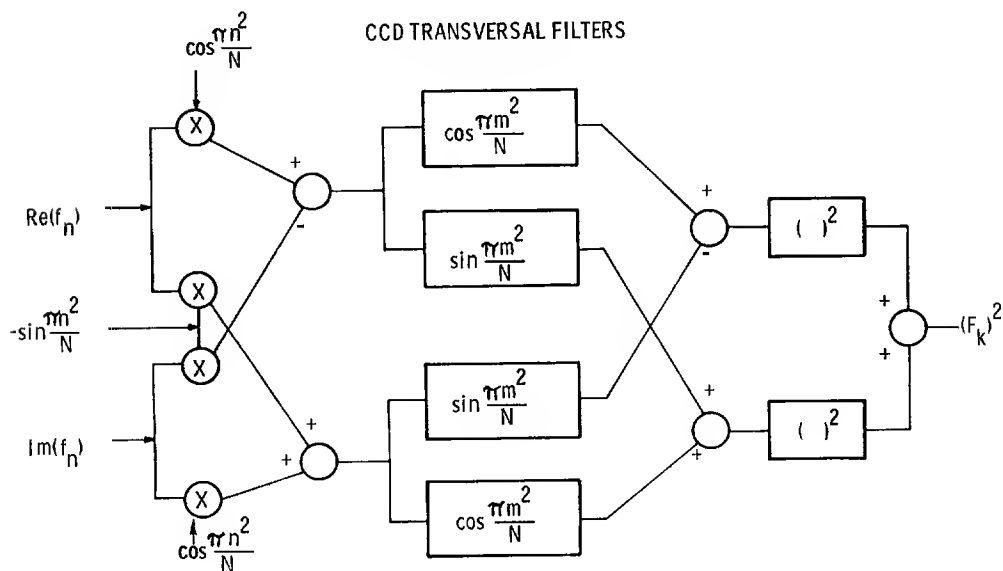 CCD TRANSVERSAL FILTERS
cos πn²/N
X
Re(fₙ)
+
-
cos πm²/N
sin πm²/N
+
-
( )²
X
-sin πn²/N
X
+
+
(Fₖ)²
+
+
sin πm²/N
+
+
( )²
Im(fₙ)
X
cos πn²/N
cos πm²/N